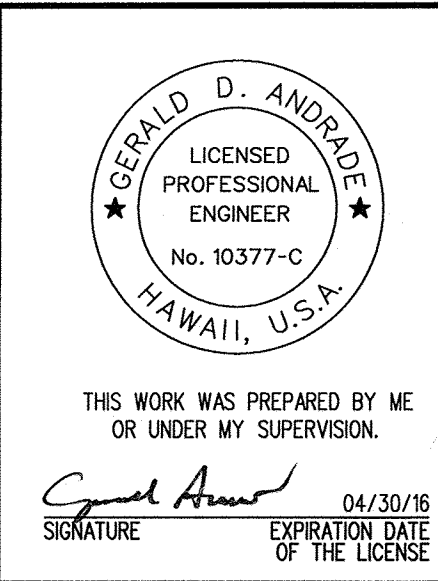 GERALD D. ANDRADE
LICENSED
PROFESSIONAL
ENGINEER
No. 10377-C
HAWAII, U.S.A.
THIS WORK WAS PREPARED BY ME
OR UNDER MY SUPERVISION.
04/30/16
SIGNATURE EXPIRATION DATE
OF THE LICENSE